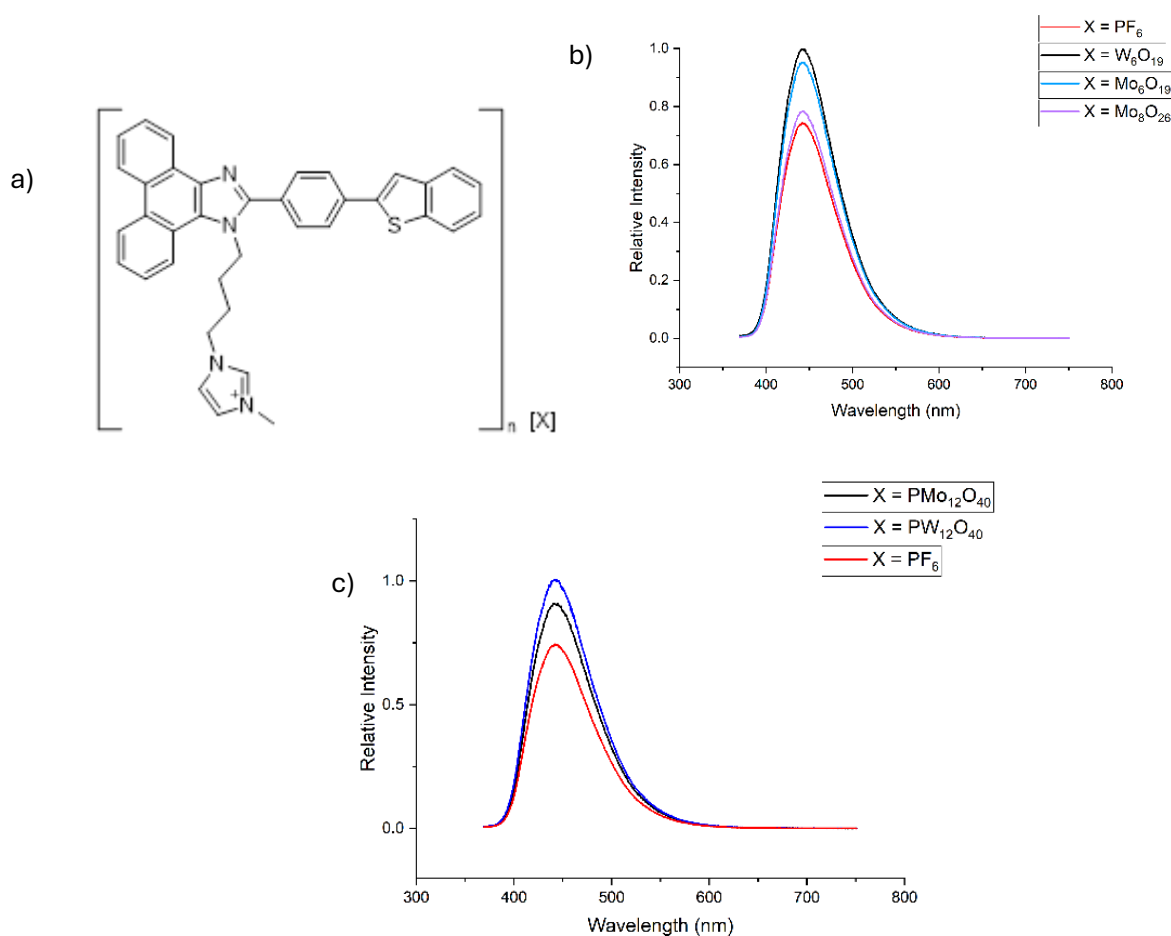 a)
N
N
S
N
+
N
n [X]
b)
X = PF₆
X = W₆O₁₉
X = Mo₆O₁₉
X = Mo₈O₂₆
Relative Intensity
1.0
0.8
0.6
0.4
0.2
0.0
300 400 500 600 700 800
Wavelength (nm)
c)
X = PMo₁₂O₄₀
X = PW₁₂O₄₀
X = PF₆
Relative Intensity
1.0
0.5
0.0
300 400 500 600 700 800
Wavelength (nm)